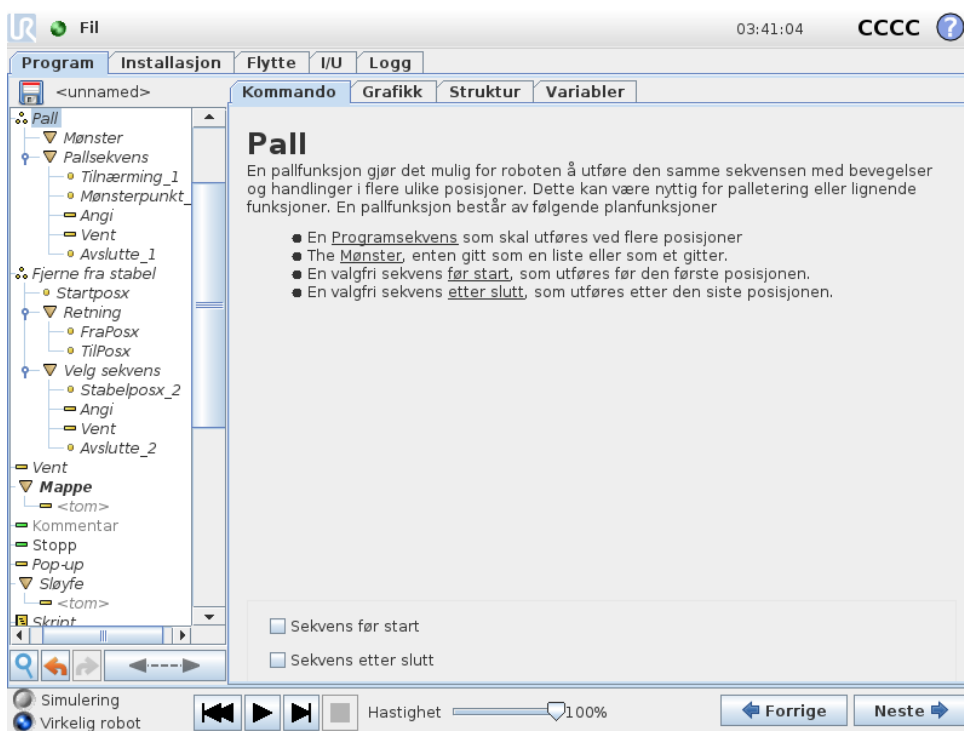 UR Fil 03:41:04 CCCC ?
Program Installasjon Flytte I/U Logg
<unnamed>
Kommando Grafikk Struktur Variabler
Pall
Mønster
Pallsekvens
Tilnærming_1
Mønsterpunkt_
Angi
Vent
Avslutte_1
Fjerne fra stabel
Startposx
Retning
FraPosx
TilPosx
Velg sekvens
Stabelposx_2
Angi
Vent
Avslutte_2
Vent
Mappe
<tom>
Kommentar
Stopp
Pop-up
Sløyfe
<tom>
Skript
Pall
En pallfunksjon gjør det mulig for roboten å utføre den samme sekvensen med bevegelser
og handlinger i flere ulike posisjoner. Dette kan være nyttig for palletering eller lignende
funksjoner. En pallfunksjon består av følgende planfunksjoner
En Programsekvens som skal utføres ved flere posisjoner
The Mønster, enten gitt som en liste eller som et gitter.
En valgfri sekvens før start, som utføres før den første posisjonen.
En valgfri sekvens etter slutt, som utføres etter den siste posisjonen.
Sekvens før start
Sekvens etter slutt
Simulering
Virkelig robot
Hastighet 100%
Forrige Neste